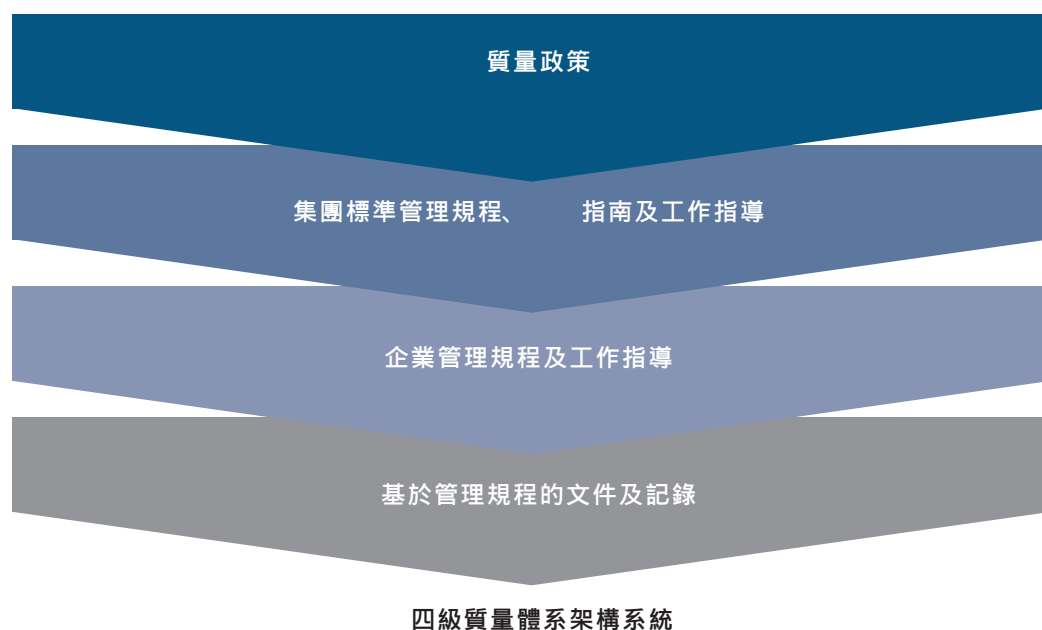 質量政策
集團標準管理規程、 指南及工作指導
企業管理規程及工作指導
基於管理規程的文件及記錄
四級質量體系架構系統